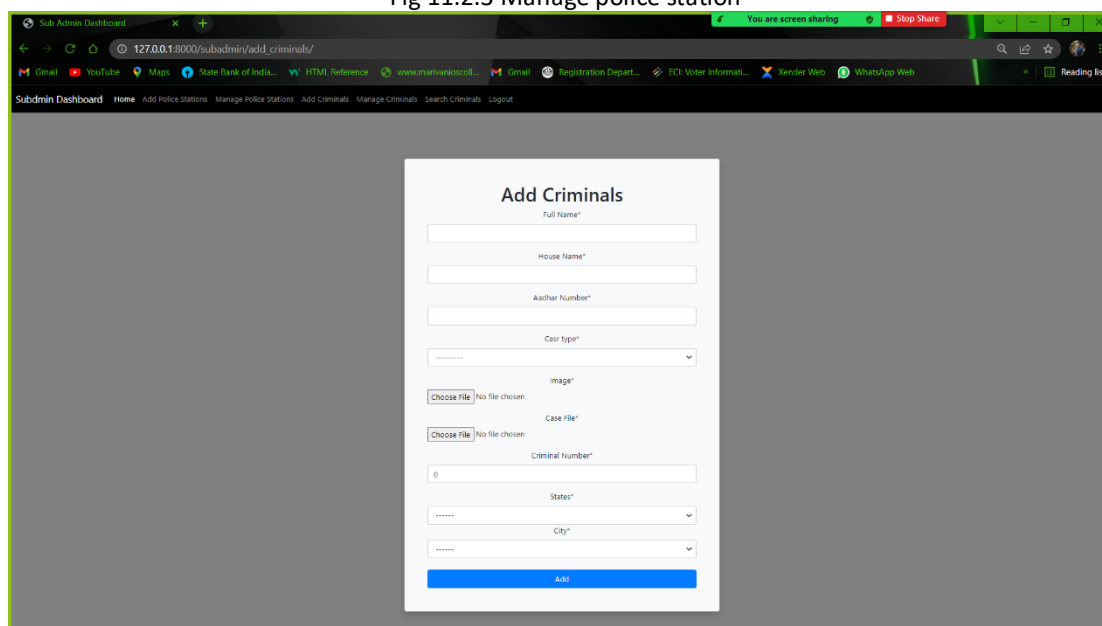 Fig 11.2.3 Manage police station
Sub Admin Dashboard
You are screen sharing Stop Share
127.0.0.1:8000/subadmin/add_criminals/
Gmail YouTube Maps State Bank of India... HTML Reference www.marivanioscoll... Gmail Registration Depart... ECI: Voter Informati... Xender Web WhatsApp Web » Reading lis
Subdmin Dashboard Home Add Police Stations Manage Police Stations Add Criminals Manage Criminals Search Criminals Logout
Add Criminals
Full Name*
House Name*
Aadhar Number*
Casr type*
---------
Image*
Choose File No file chosen
Case File*
Choose File No file chosen
Criminal Number*
0
States*
------
City*
------
Add